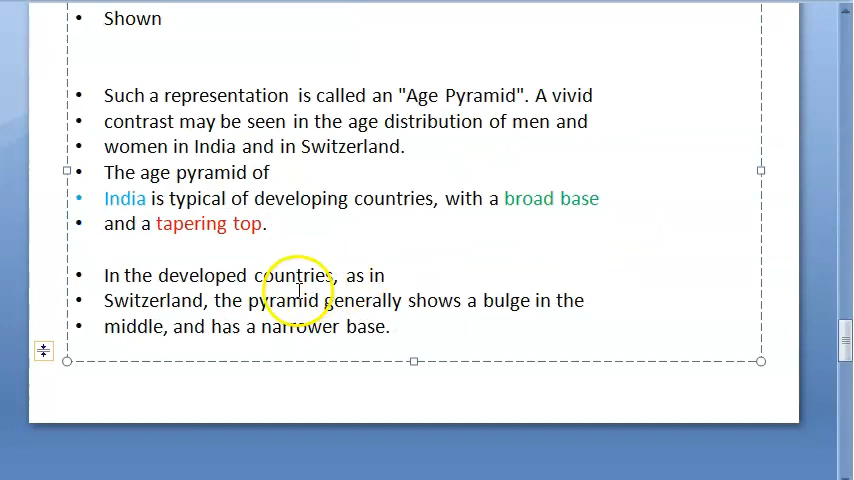 • Shown
• Such a representation is called an "Age Pyramid". A vivid
• contrast may be seen in the age distribution of men and
• women in India and in Switzerland.
• The age pyramid of
• India is typical of developing countries, with a broad base
• and a tapering top.
• In the developed countries, as in
• Switzerland, the pyramid generally shows a bulge in the
• middle, and has a narrower base.